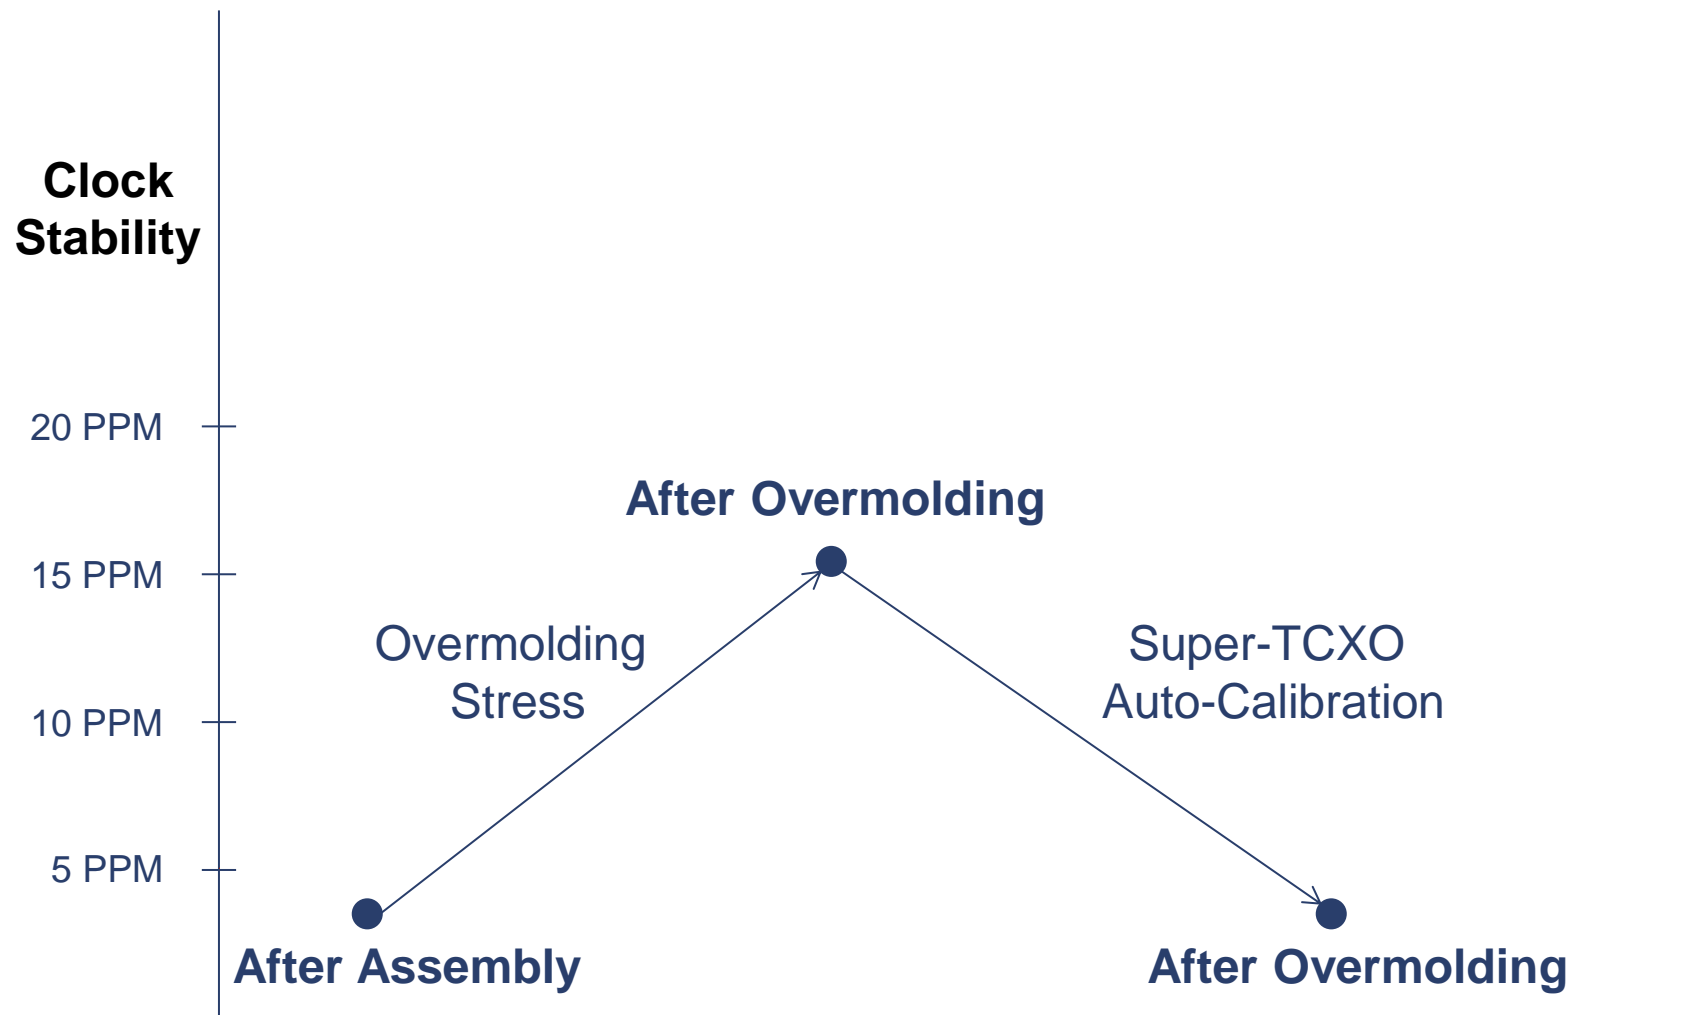 Clock
Stability
20 PPM
After Overmolding
15 PPM
Overmolding
Stress
Super-TCXO
Auto-Calibration
10 PPM
5 PPM
After Assembly
After Overmolding